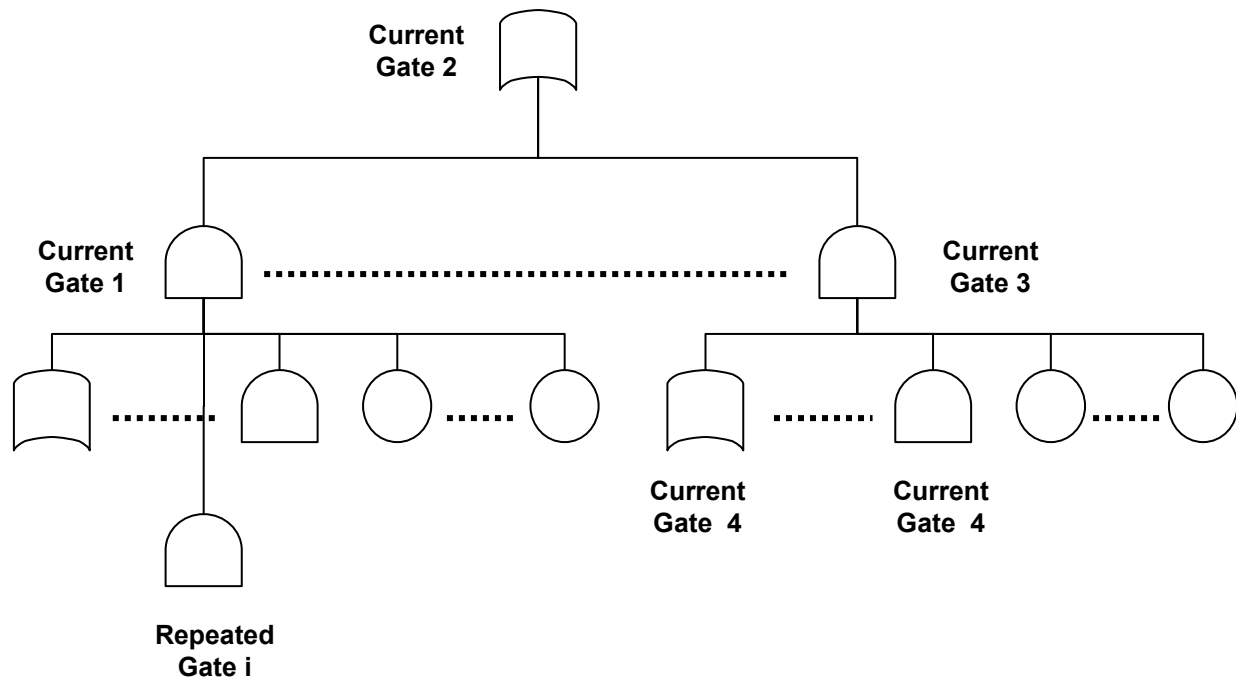 Current
Gate 2
Current
Gate 1
Current
Gate 3
Current
Gate 4
Current
Gate 4
Repeated
Gate i